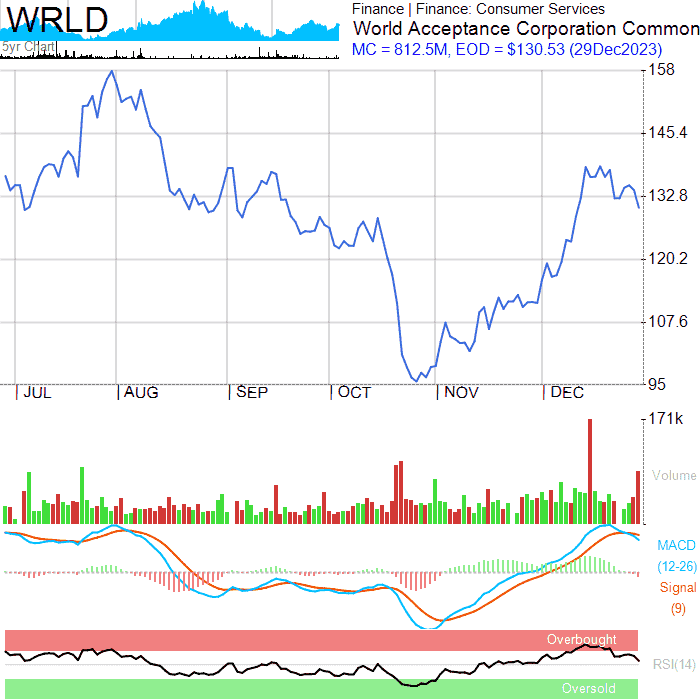 WRLD
5yr Chart
Finance | Finance: Consumer Services
World Acceptance Corporation Common
MC = 812.5M, EOD = $130.53 (29Dec2023)
158
145.4
132.8
120.2
107.6
95
JUL
AUG
SEP
OCT
NOV
DEC
171k
Volume
MACD
(12-26)
Signal
(9)
Overbought
RSI(14)
Oversold